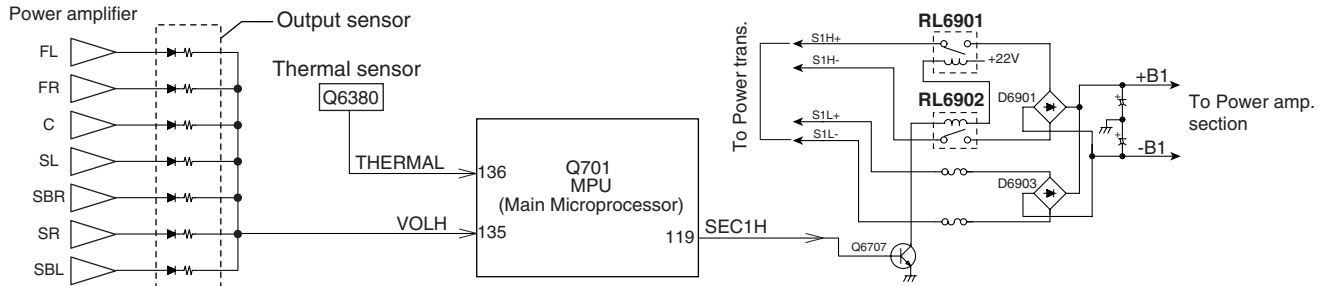 Power amplifier
Output sensor
FL
FR
C
SL
SBR
SR
SBL
Thermal sensor
Q6380
THERMAL
136
VOLH
135
Q701
MPU
(Main Microprocessor)
119
SEC1H
Q6707
To Power trans.
S1H+
S1H-
S1L+
S1L-
RL6901
+22V
RL6902
D6901
D6903
+
+
+B1
-B1
To Power amp.
section